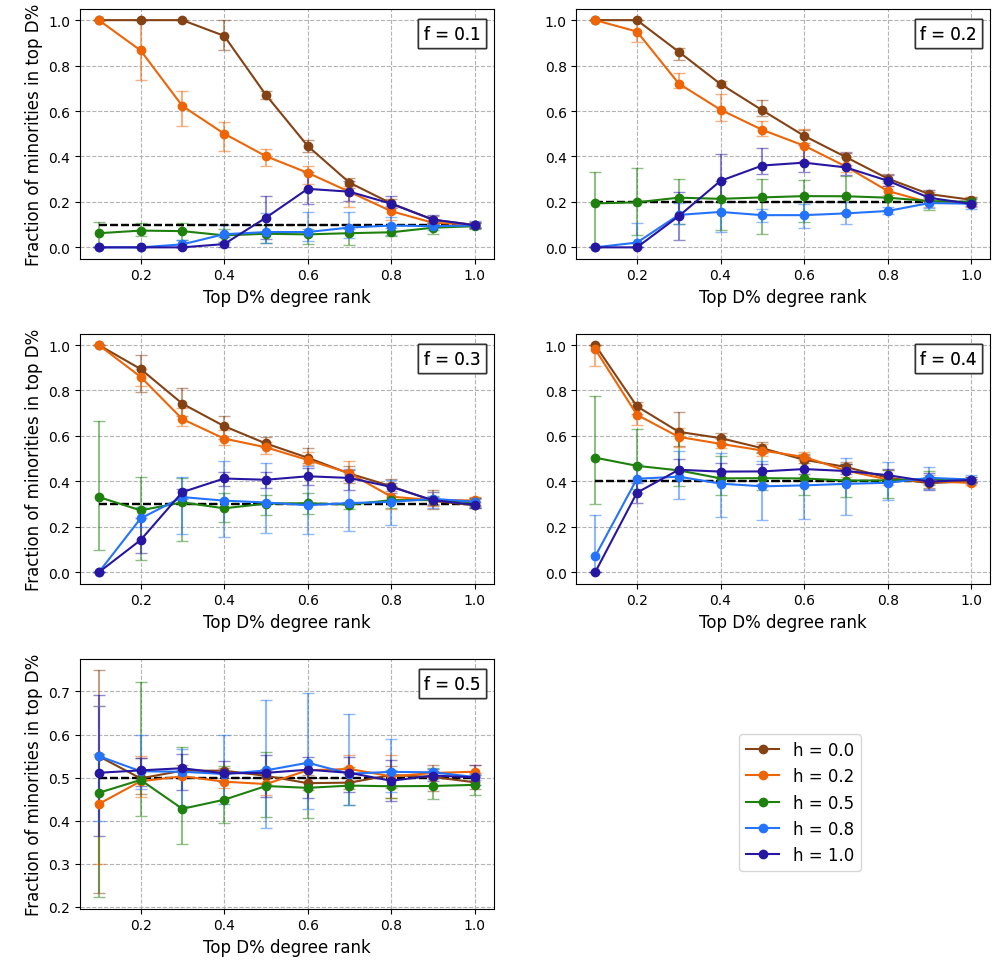 Fraction of minorities in top D%
1.0
0.8
0.6
0.4
0.2
0.0
f = 0.1
0.2 0.4 0.6 0.8 1.0
Top D% degree rank
1.0
0.8
0.6
0.4
0.2
0.0
f = 0.2
0.2 0.4 0.6 0.8 1.0
Top D% degree rank
Fraction of minorities in top D%
1.0
0.8
0.6
0.4
0.2
0.0
f = 0.3
0.2 0.4 0.6 0.8 1.0
Top D% degree rank
1.0
0.8
0.6
0.4
0.2
0.0
f = 0.4
0.2 0.4 0.6 0.8 1.0
Top D% degree rank
Fraction of minorities in top D%
0.7
0.6
0.5
0.4
0.3
0.2
f = 0.5
0.2 0.4 0.6 0.8 1.0
Top D% degree rank
h = 0.0
h = 0.2
h = 0.5
h = 0.8
h = 1.0